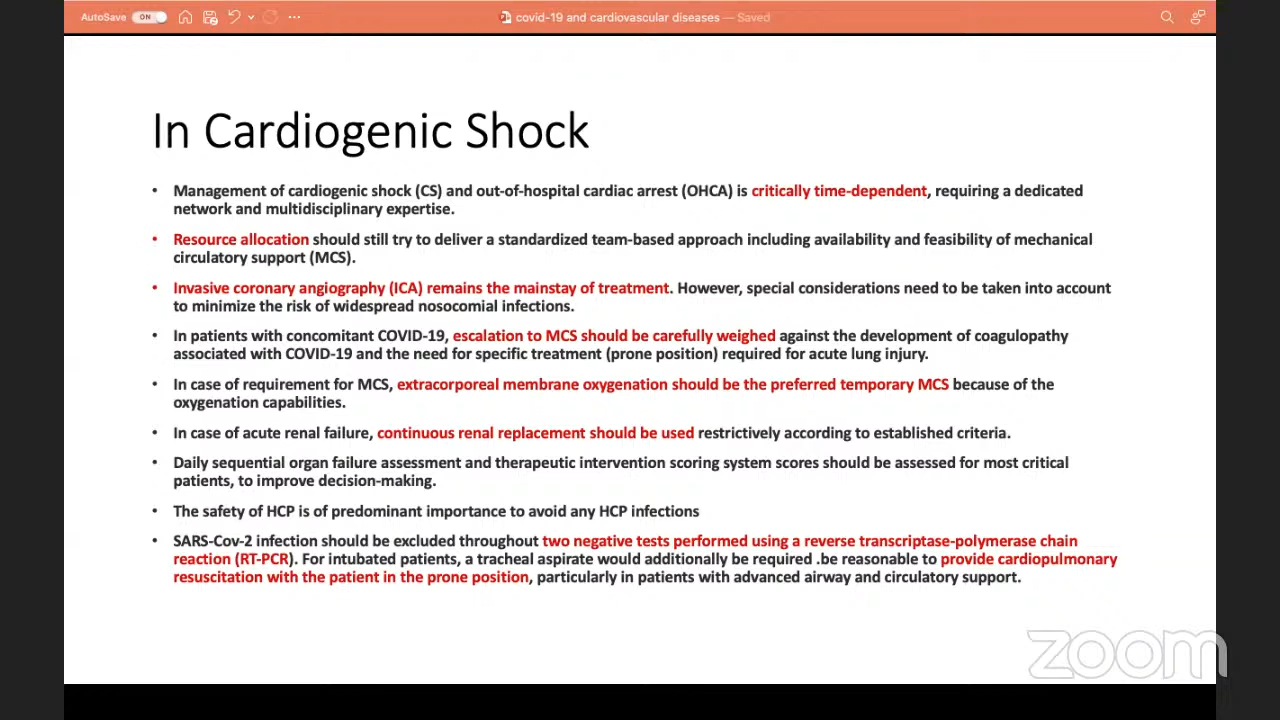 AutoSave ON covid-19 and cardiovascular diseases — Saved
In Cardiogenic Shock
• Management of cardiogenic shock (CS) and out-of-hospital cardiac arrest (OHCA) is critically time-dependent, requiring a dedicated
network and multidisciplinary expertise.
• Resource allocation should still try to deliver a standardized team-based approach including availability and feasibility of mechanical
circulatory support (MCS).
• Invasive coronary angiography (ICA) remains the mainstay of treatment. However, special considerations need to be taken into account
to minimize the risk of widespread nosocomial infections.
• In patients with concomitant COVID-19, escalation to MCS should be carefully weighed against the development of coagulopathy
associated with COVID-19 and the need for specific treatment (prone position) required for acute lung injury.
• In case of requirement for MCS, extracorporeal membrane oxygenation should be the preferred temporary MCS because of the
oxygenation capabilities.
• In case of acute renal failure, continuous renal replacement should be used restrictively according to established criteria.
• Daily sequential organ failure assessment and therapeutic intervention scoring system scores should be assessed for most critical
patients, to improve decision-making.
• The safety of HCP is of predominant importance to avoid any HCP infections
• SARS-Cov-2 infection should be excluded throughout two negative tests performed using a reverse transcriptase-polymerase chain
reaction (RT-PCR). For intubated patients, a tracheal aspirate would additionally be required .be reasonable to provide cardiopulmonary
resuscitation with the patient in the prone position, particularly in patients with advanced airway and circulatory support.
zoom